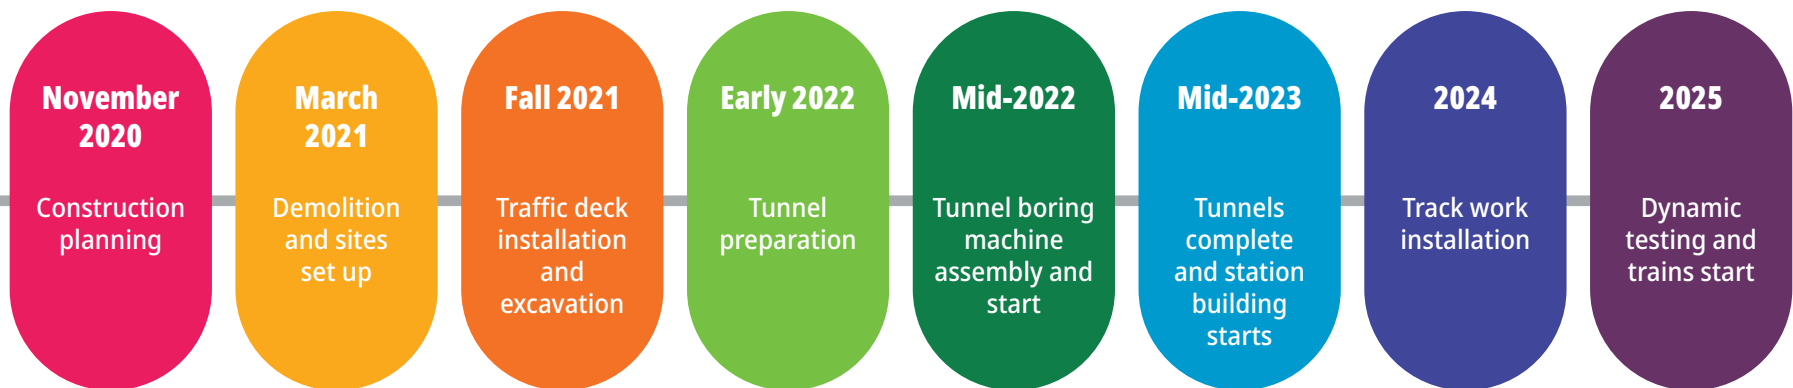 November
2020
Construction
planning
March
2021
Demolition
and sites
set up
Fall 2021
Traffic deck
installation
and
excavation
Early 2022
Tunnel
preparation
Mid-2022
Tunnel boring
machine
assembly and
start
Mid-2023
Tunnels
complete
and station
building
starts
2024
Track work
installation
2025
Dynamic
testing and
trains start